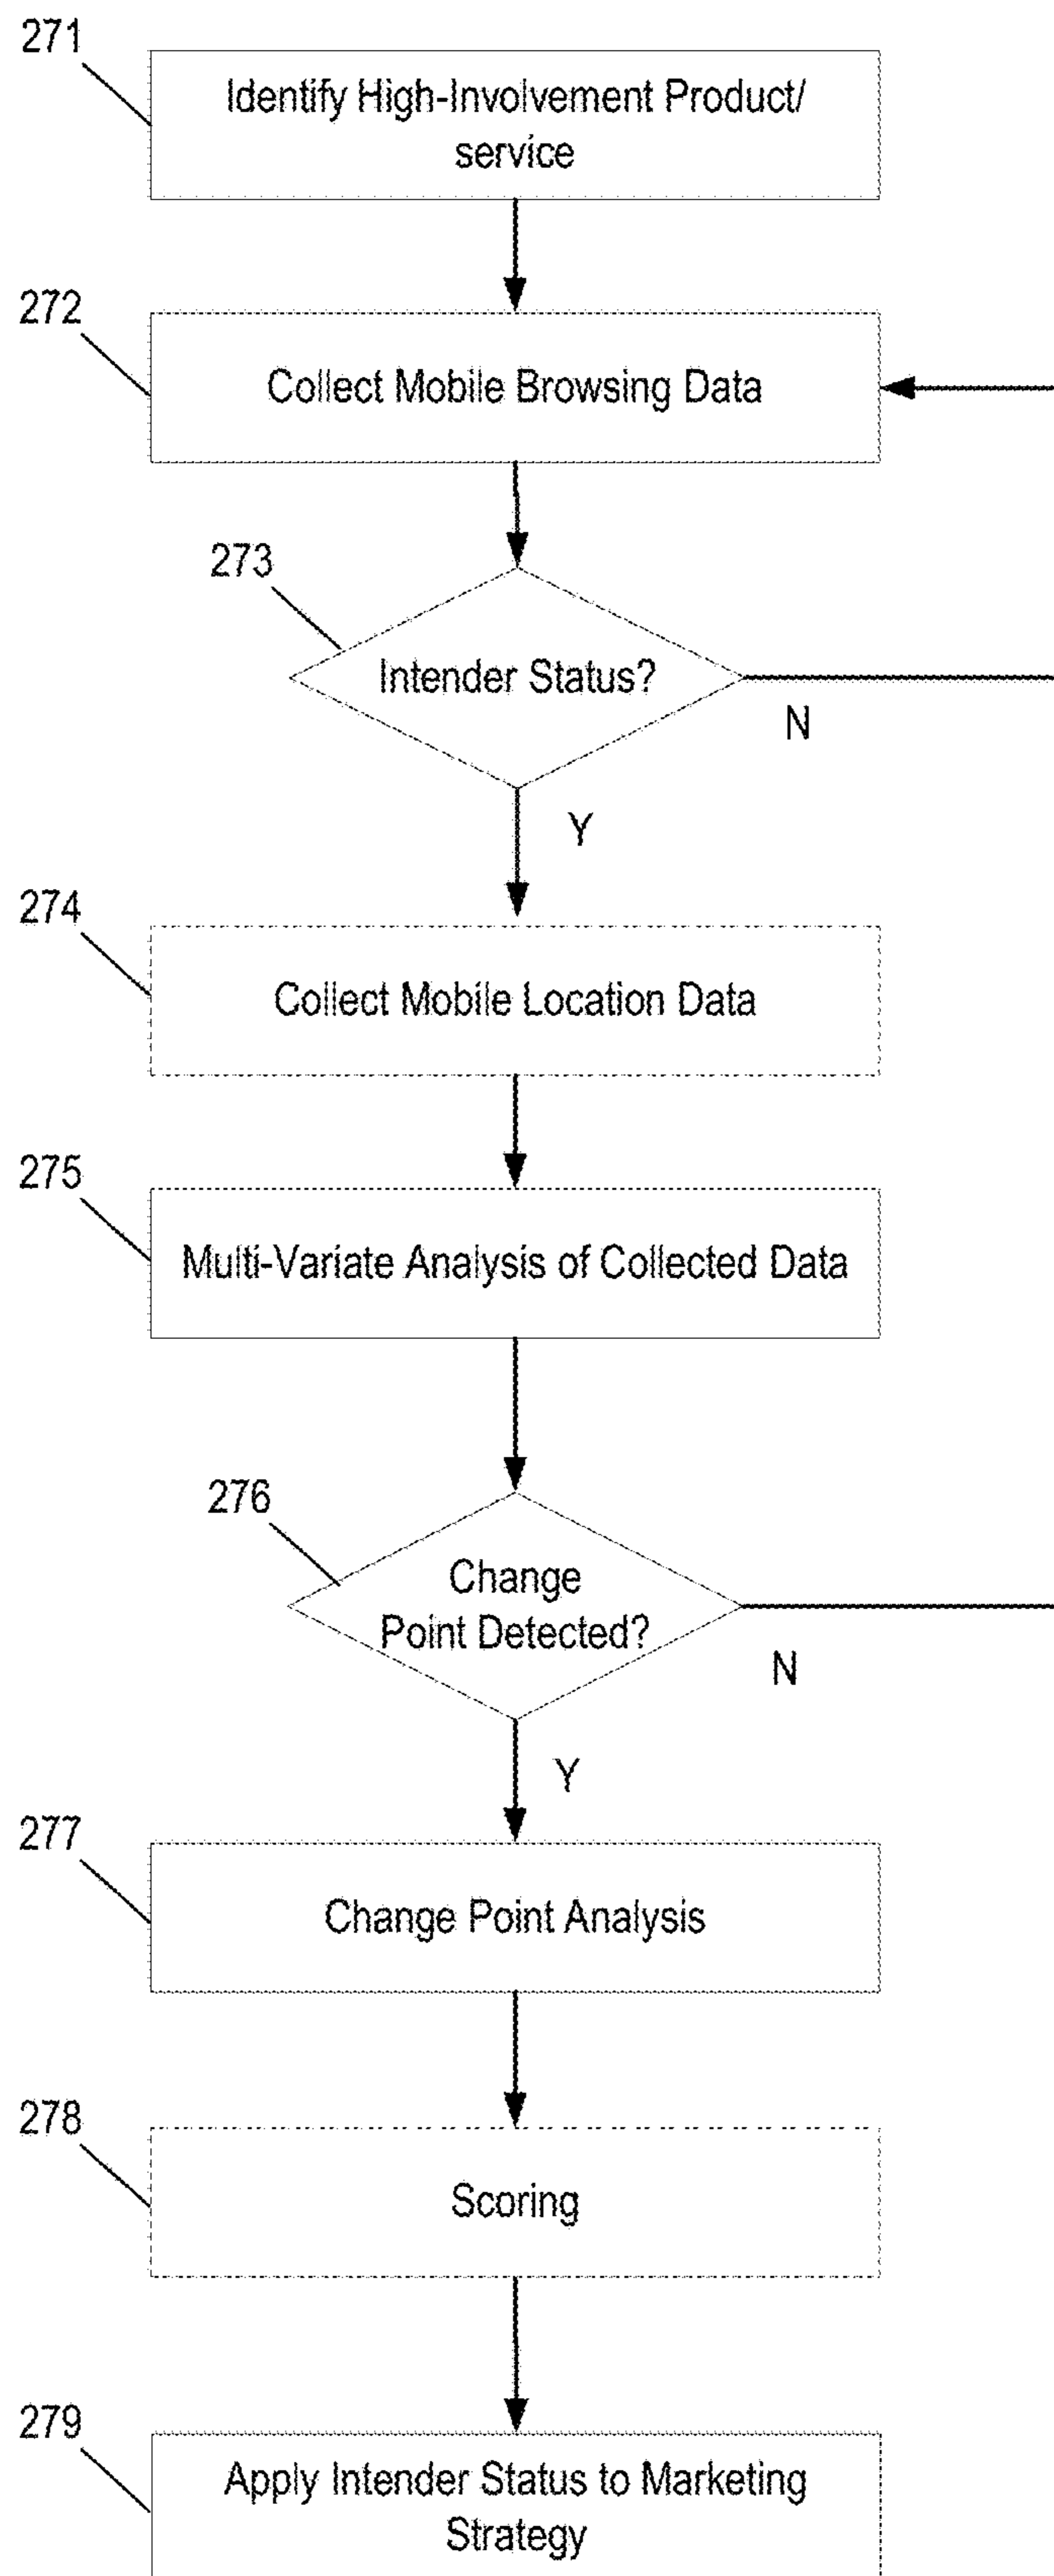 271
Identify High-Involvement Product/
service
272
Collect Mobile Browsing Data
273
Intender Status?
N
Y
274
Collect Mobile Location Data
275
Multi-Variate Analysis of Collected Data
276
Change
Point Detected?
N
Y
277
Change Point Analysis
278
Scoring
279
Apply Intender Status to Marketing
Strategy